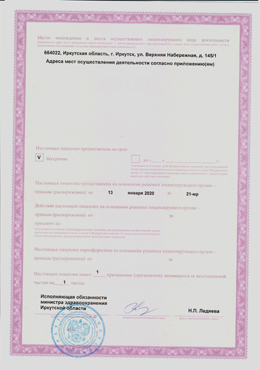 664022, Иркутская область, г. Иркутск, ул. Верхняя Набережная, д. 145/1
Адреса мест осуществления деятельности согласно приложению(ям)
Настоящая лицензия предоставлена на срок:
V бессрочно
Настоящая лицензия предоставлена на основании решения лицензирующего органа –
приказа (распоряжения) от 13 января 2020 № 21-мр
Действие настоящей лицензии на основании решения лицензирующего органа –
приказа (распоряжения) от №
продлено до
Настоящая лицензия переоформлена на основании решения лицензирующего органа –
приказа (распоряжения) от №
Настоящая лицензия имеет 1 приложение (приложения), являющееся ее неотъемлемой
частью на 1 листах
Исполняющая обязанности
министра здравоохранения
Иркутской области
Н.П. Ледяева